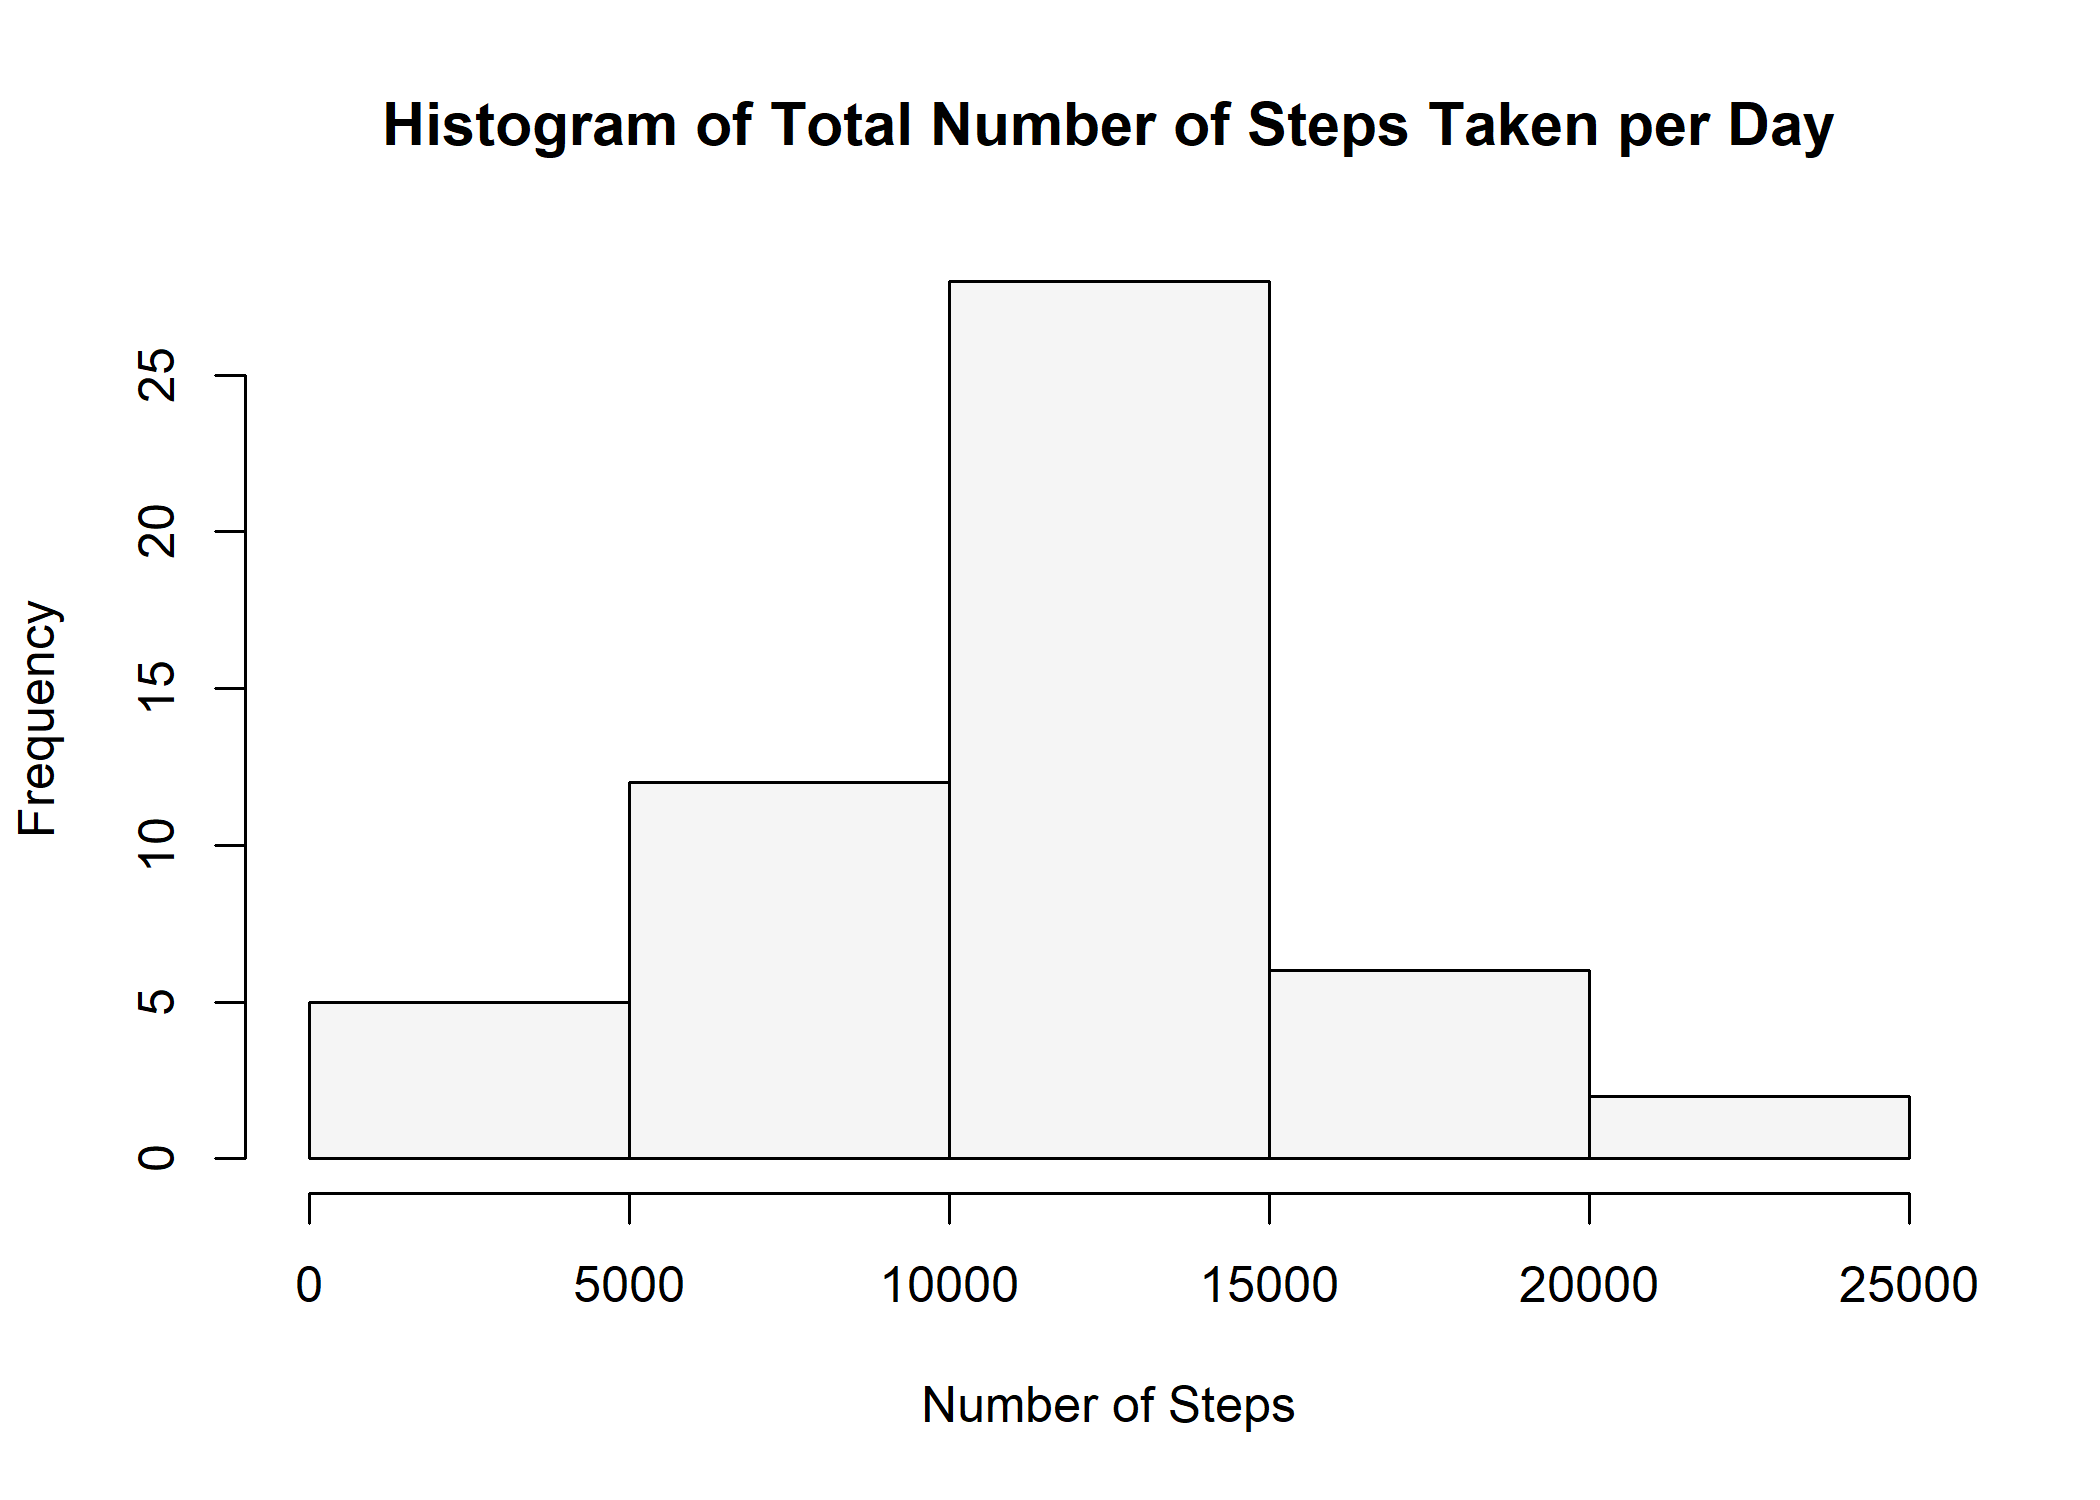 Histogram of Total Number of Steps Taken per Day
Frequency
25
20
15
10
5
0
0 5000 10000 15000 20000 25000
Number of Steps